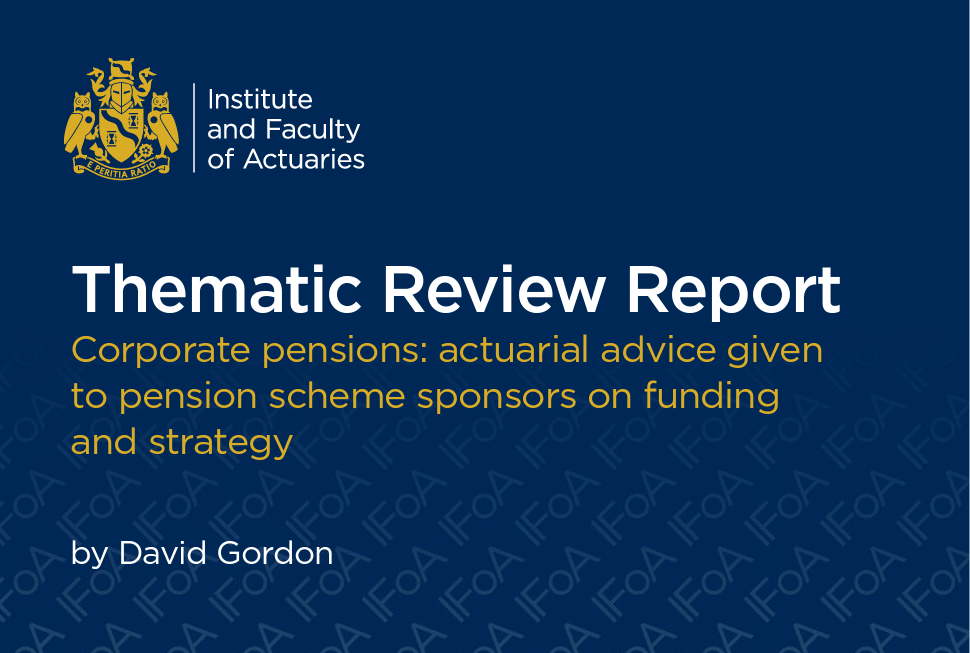 Institute
and Faculty
of Actuaries
E PERITIA RATIO
Thematic Review Report
Corporate pensions: actuarial advice given
to pension scheme sponsors on funding
and strategy
by David Gordon
IFoA